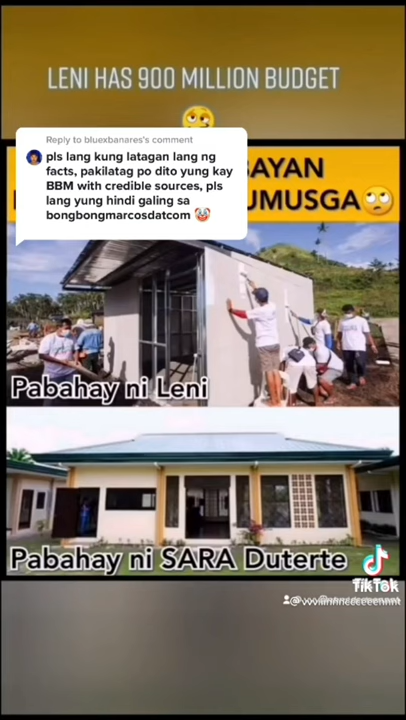 LENI HAS 900 MILLION BUDGET
Reply to bluexbanares's comment
pls lang kung latagan lang ng
facts, pakilatag po dito yung kay
BBM with credible sources, pls
lang yung hindi galing sa
bongbongmarcosdatcom 🤡
BAYAN
UMUSGA🙄
Pabahay ni Leni
Pabahay ni SARA Duterte
TikTok